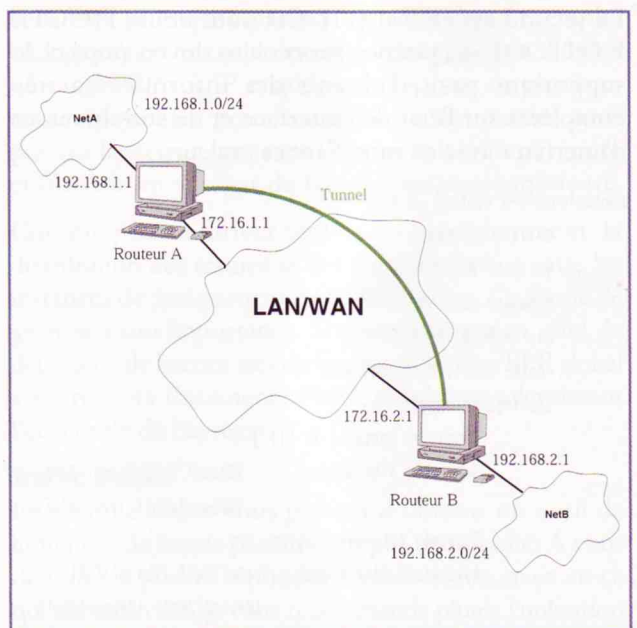 192.168.1.0/24
NetA
192.168.1.1
Tunnel
172.16.1.1
Routeur A
LAN/WAN
172.16.2.1
192.168.2.1
Routeur B
NetB
192.168.2.0/24